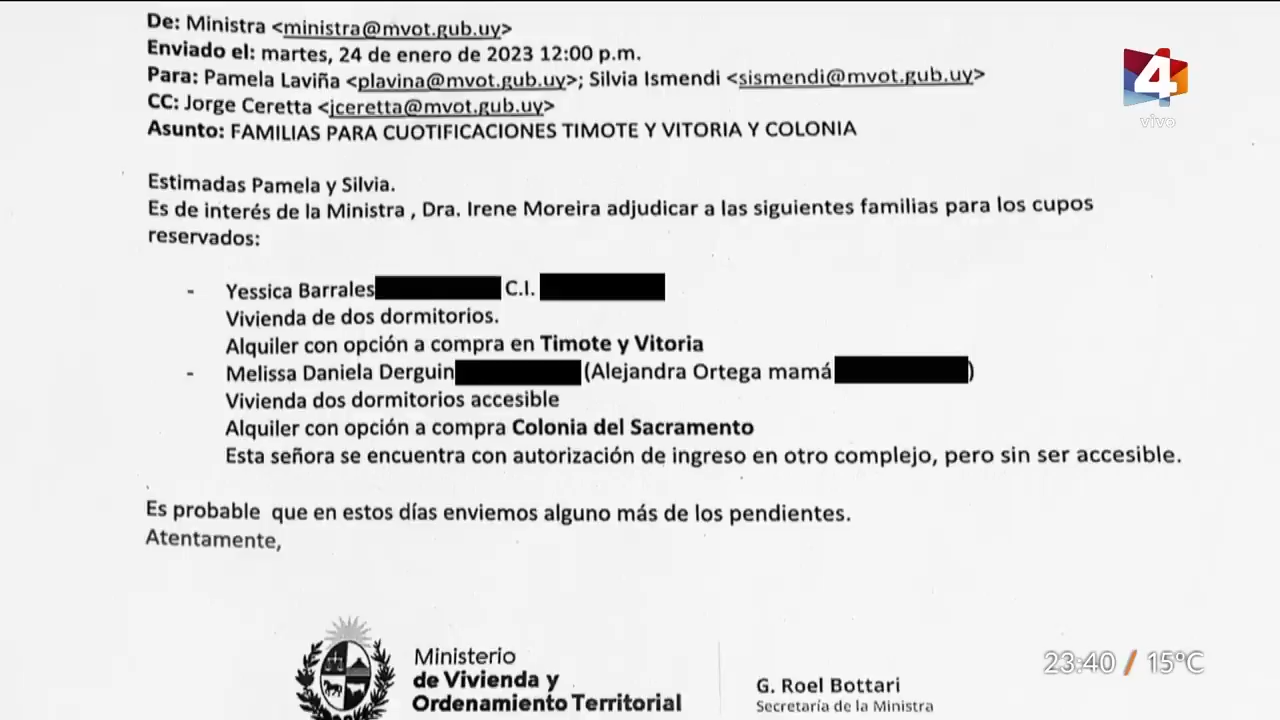 De: Ministra <ministra@mvot.gub.uy>
Enviado el: martes, 24 de enero de 2023 12:00 p.m.
Para: Pamela Laviña <plavina@mvot.gub.uy>; Silvia Ismendi <sismendi@mvot.gub.uy>
CC: Jorge Ceretta <jceretta@mvot.gub.uy>
Asunto: FAMILIAS PARA CUOTIFICACIONES TIMOTE Y VITORIA Y COLONIA
4
vivo
Estimadas Pamela y Silvia.
Es de interés de la Ministra , Dra. Irene Moreira adjudicar a las siguientes familias para los cupos
reservados:
- Yessica Barrales C.I.
Vivienda de dos dormitorios.
Alquiler con opción a compra en Timote y Vitoria
- Melissa Daniela Derguin (Alejandra Ortega mamá )
Vivienda dos dormitorios accesible
Alquiler con opción a compra Colonia del Sacramento
Esta señora se encuentra con autorización de ingreso en otro complejo, pero sin ser accesible.
Es probable que en estos días enviemos alguno más de los pendientes.
Atentamente,
Ministerio
de Vivienda y
Ordenamiento Territorial
G. Roel Bottari
Secretaría de la Ministra
23:40 / 15°C